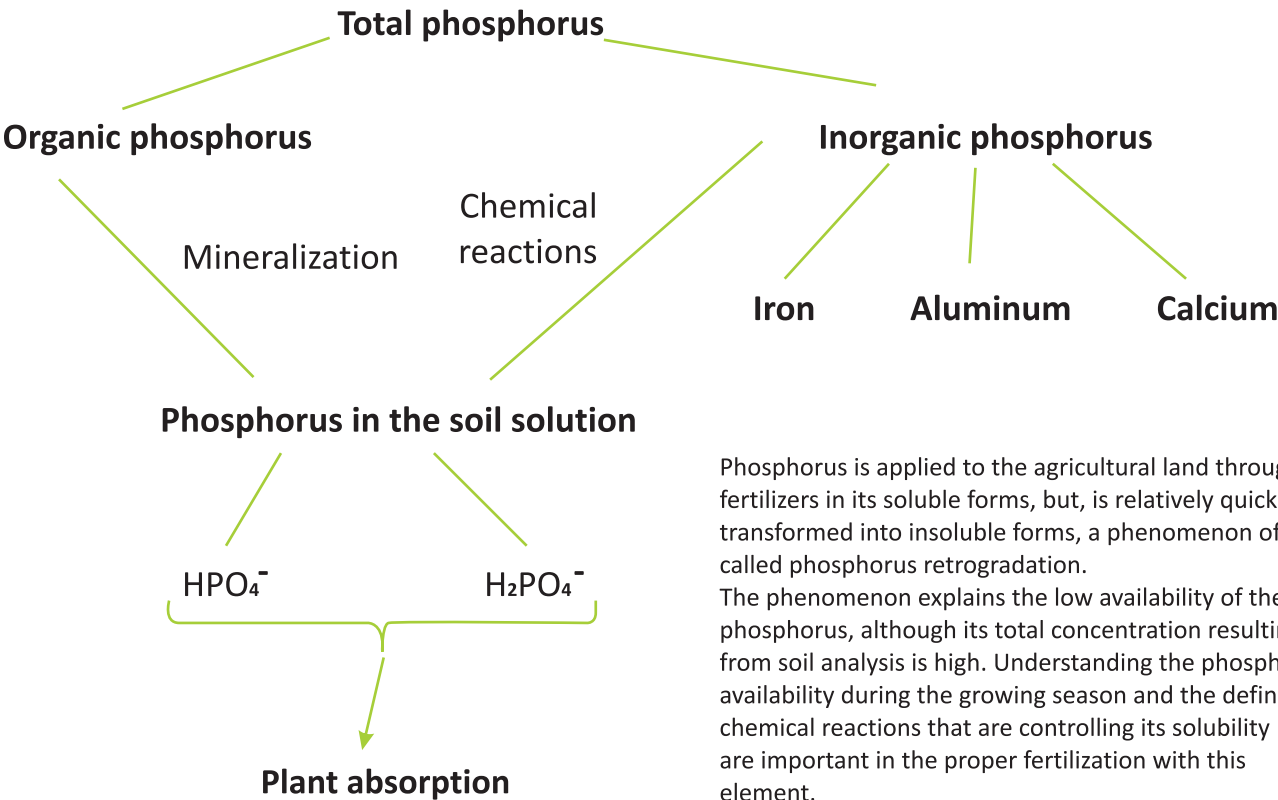 Total phosphorus
Organic phosphorus
Inorganic phosphorus
Chemical
reactions
Mineralization
Iron
Aluminum
Calcium
Phosphorus in the soil solution
HPO₄⁻
H₂PO₄⁻
Plant absorption
Phosphorus is applied to the agricultural land
fertilizers in its soluble forms, but, is relatively
transformed into insoluble forms, a phenomenon
called phosphorus retrogradation.
The phenomenon explains the low availability of the
phosphorus, although its total concentration
from soil analysis is high. Understanding the
availability during the growing season and the
chemical reactions that are controlling its solubility
are important in the proper fertilization with this
element.